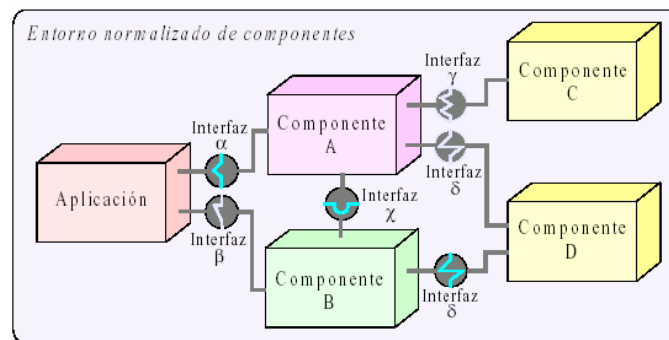 Entorno normalizado de componentes
Interfaz
γ
Componente
C
Interfaz
α
Componente
A
Interfaz
δ
Aplicación
Interfaz
χ
Interfaz
β
Componente
D
Componente
B
Interfaz
δ